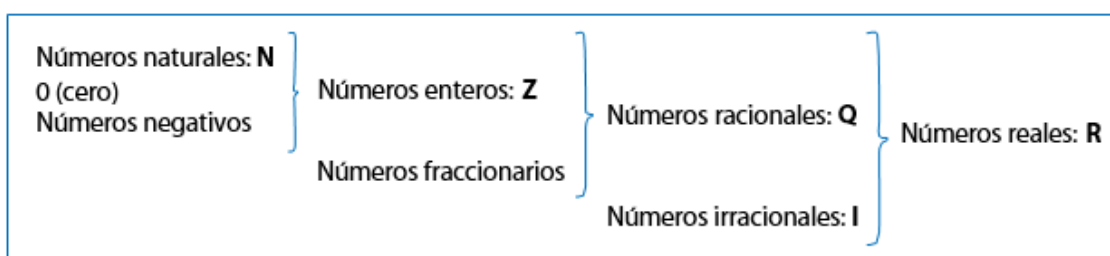 Números naturales: N
0 (cero)
Números negativos
Números enteros: Z
Números fraccionarios
Números racionales: Q
Números irracionales: I
Números reales: R